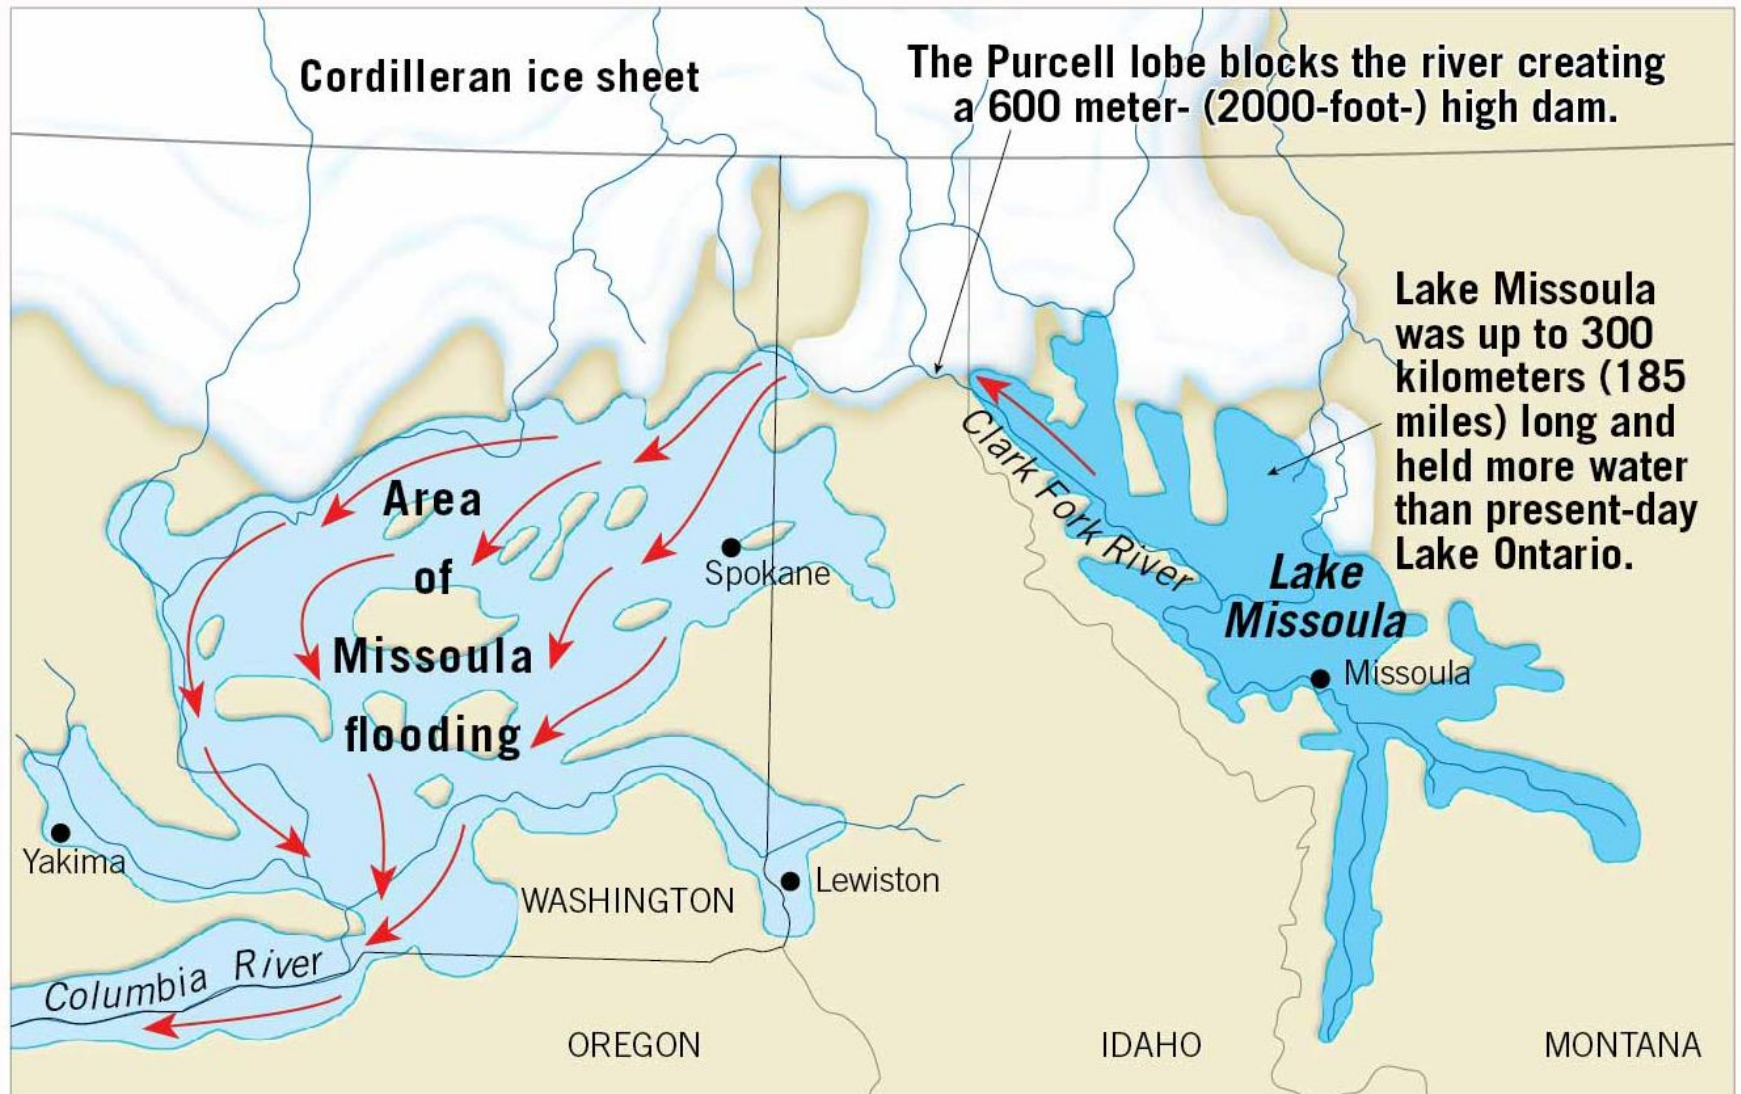 Cordilleran ice sheet
The Purcell lobe blocks the river creating
a 600 meter- (2000-foot-) high dam.
Lake Missoula
was up to 300
kilometers (185
miles) long and
held more water
than present-day
Lake Ontario.
Clark Fork River
Area
of
Missoula
flooding
Spokane
Lake
Missoula
Missoula
Yakima
WASHINGTON
Lewiston
Columbia River
OREGON
IDAHO
MONTANA